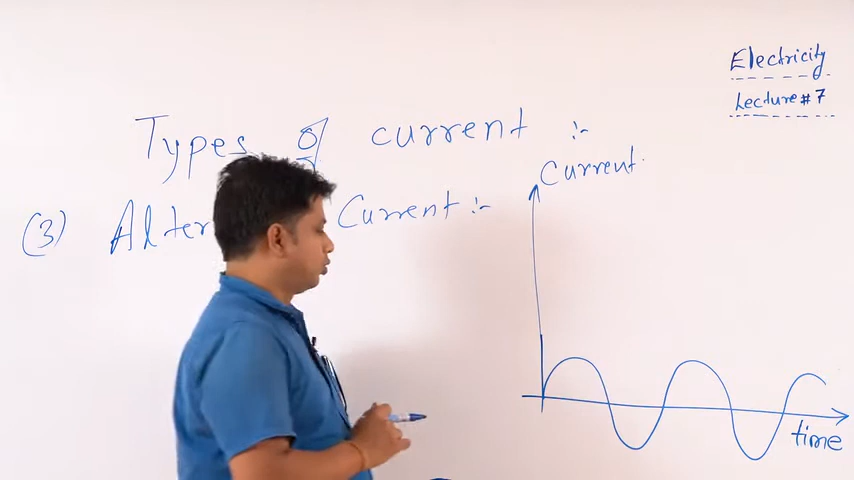 Electricity
Lecture #7
Types of current :-
(3) Alter Current :-
Current
time